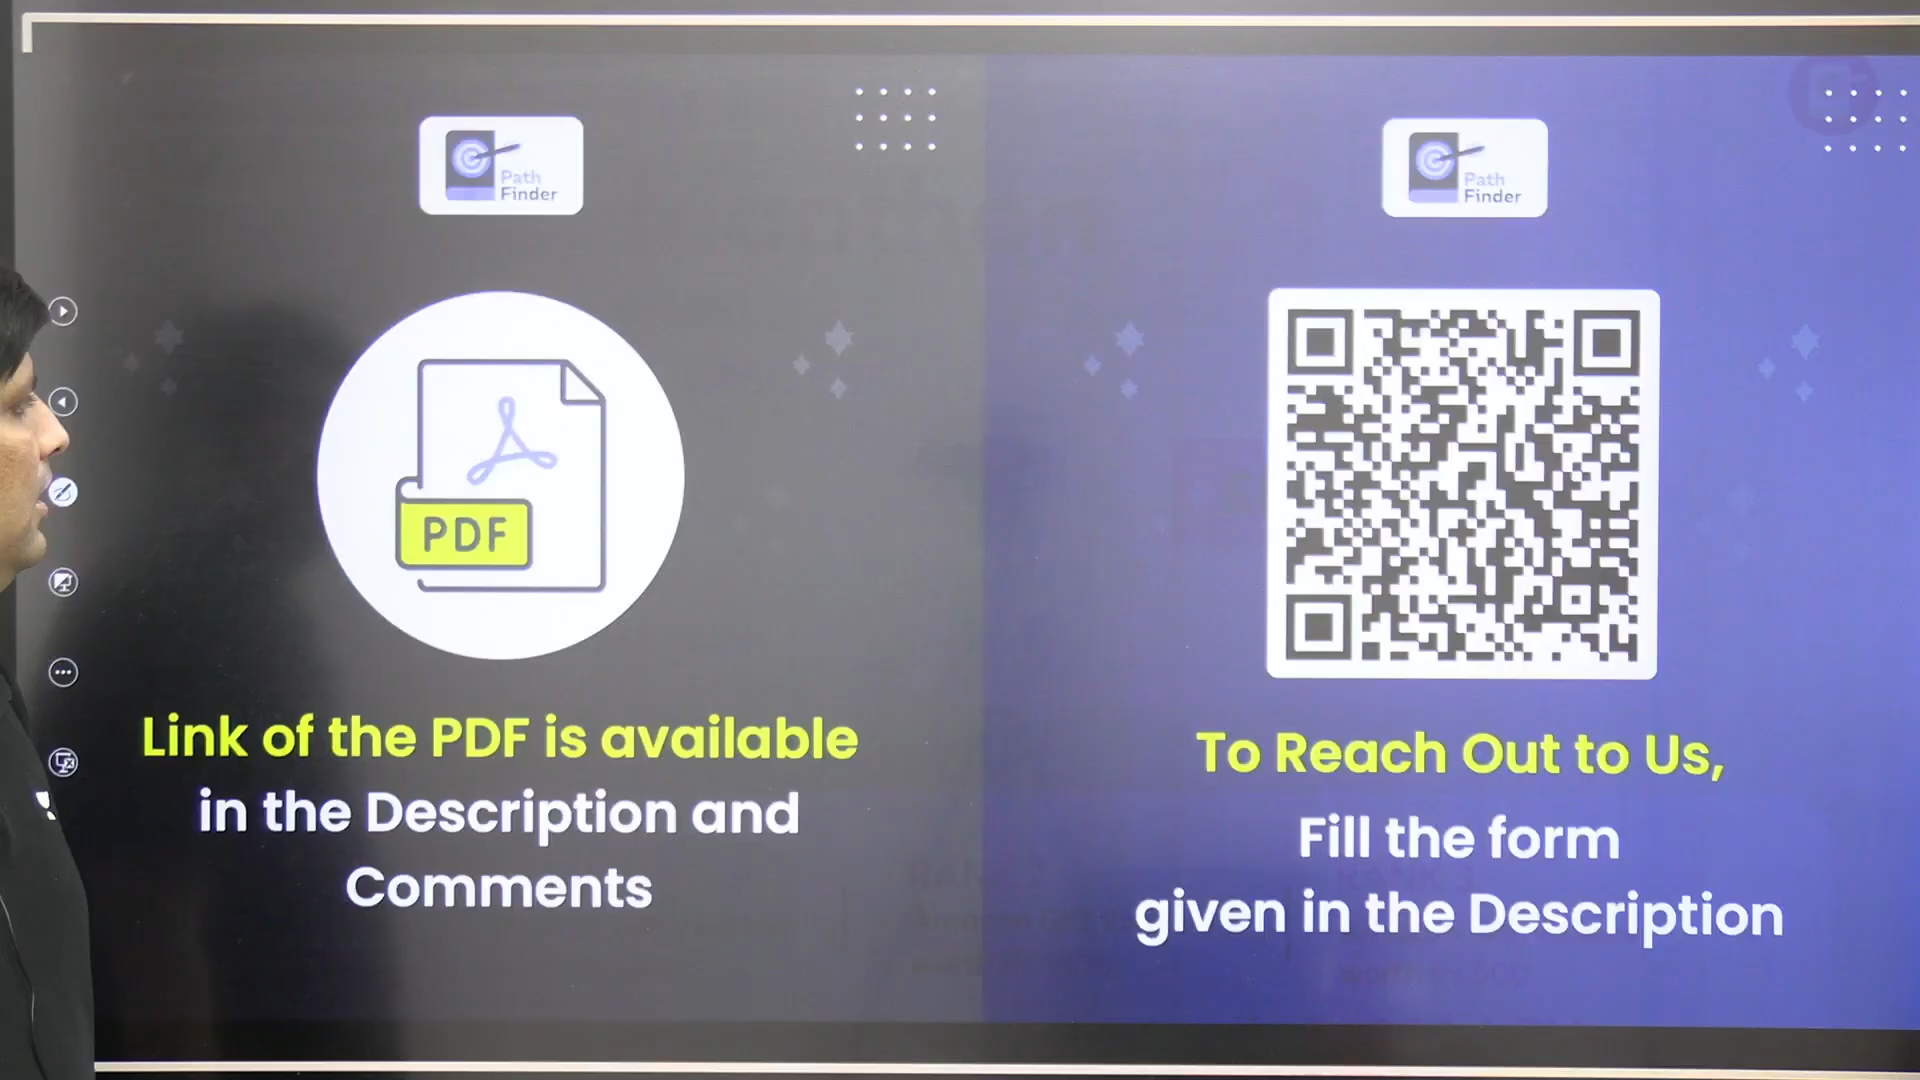 Path
Finder
PDF
Link of the PDF is available
in the Description and
Comments
Path
Finder
To Reach Out to Us,
Fill the form
given in the Description